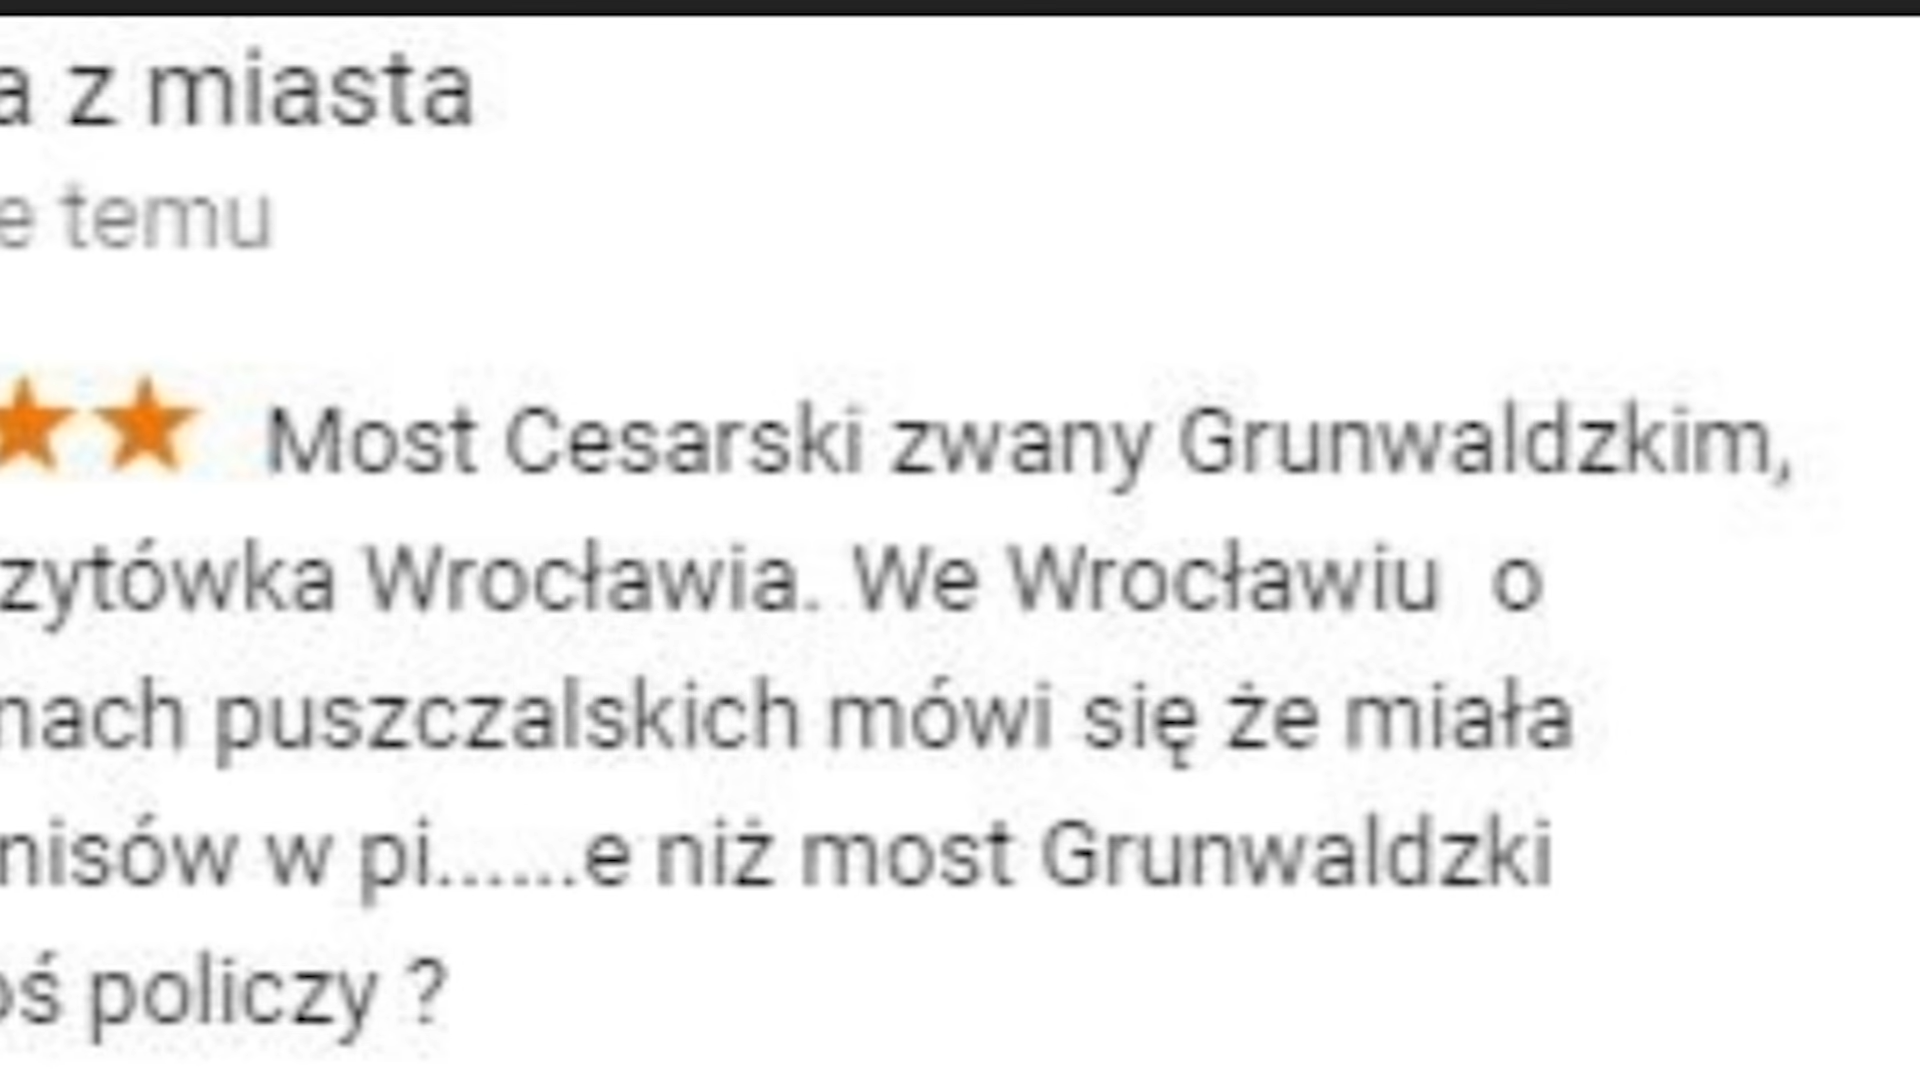 a z miasta
e temu
Most Cesarski zwany Grunwaldzkim,
zytówka Wrocławia. We Wrocławiu o
nach puszczalskich mówi się że miała
nisów w pi......e niż most Grunwaldzki
oś policzy ?